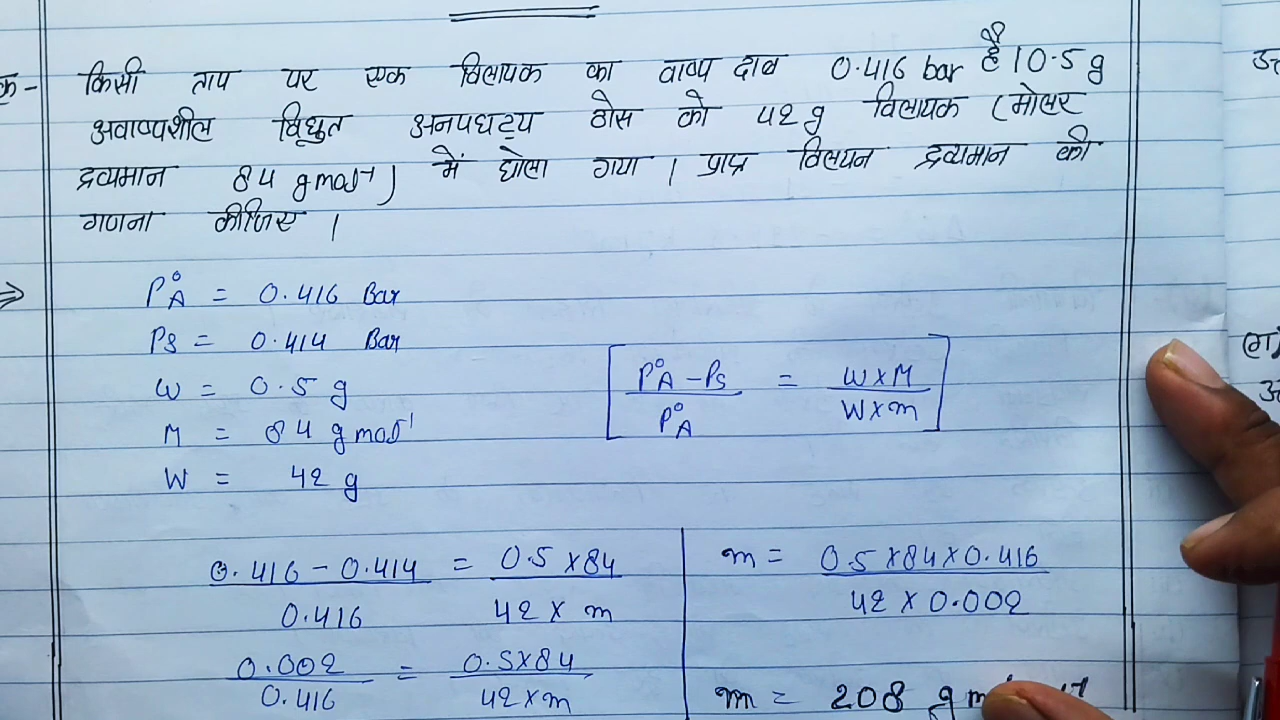 क-
किसी ताप पर एक विलायक का वाष्प दाब 0.416 bar है।0.5 g
अवाष्पशील विद्युत अनपघट्य ठोस को 42g विलायक (मोलर
द्रव्यमान 84 gmol⁻¹) में घोला गया। प्राप्त विलयन द्रव्यमान की
गणना कीजिए।
⇒
P°A = 0.416 Bar
Ps = 0.414 Bar
w = 0.5 g
M = 84 gmol⁻¹
W = 42 g
P°A - Ps / P°A = w×M / W×m
0.416 - 0.414 / 0.416 = 0.5 × 84 / 42 × m
0.002 / 0.416 = 0.5×84 / 42×m
m = 0.5×84×0.416 / 42×0.002
m = 208 g